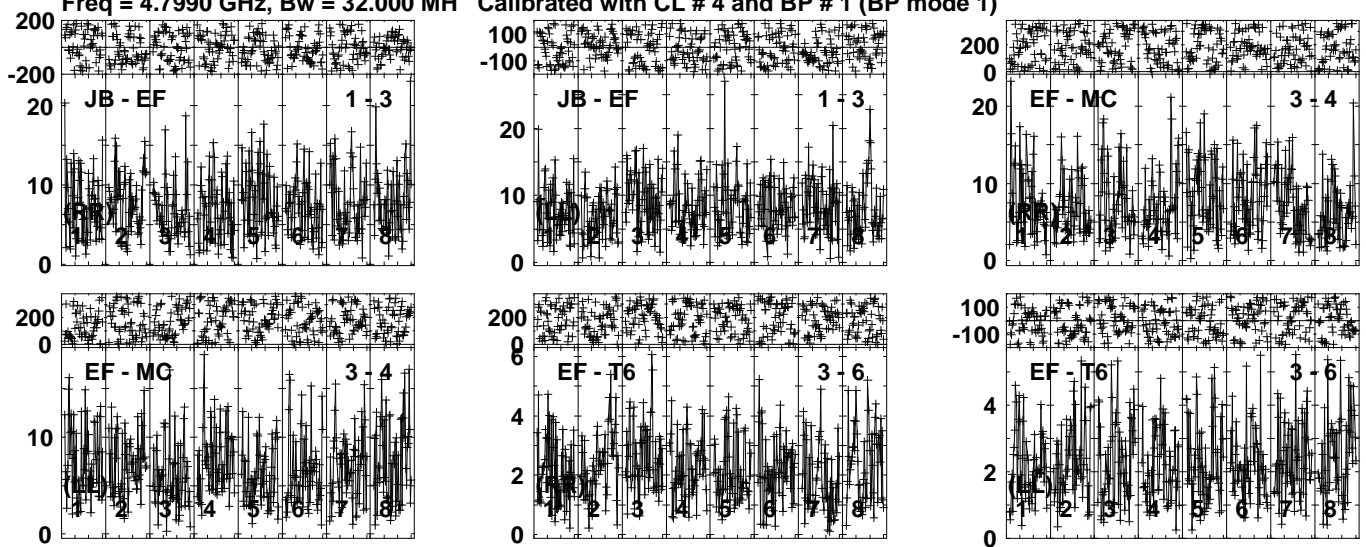 Freq = 4.7990 GHz, Bw = 32.000 MH Calibrated with CL # 4 and BP # 1 (BP mode 1)
200
-200
JB - EF 1 - 3
20
10
0
(RR)
1 2 3 4 5 6 7 8
100
-100
JB - EF 1 - 3
20
10
0
(LL)
1 2 3 4 5 6 7 8
200
0
EF - MC 3 - 4
20
10
0
(RR)
1 2 3 4 5 6 7 8
200
0
EF - MC 3 - 4
10
0
(LL)
1 2 3 4 5 6 7 8
200
0
6
EF - T6 3 - 6
4
2
0
(RR)
1 2 3 4 5 6 7 8
100
-100
EF - T6 3 - 6
4
2
0
(LL)
1 2 3 4 5 6 7 8